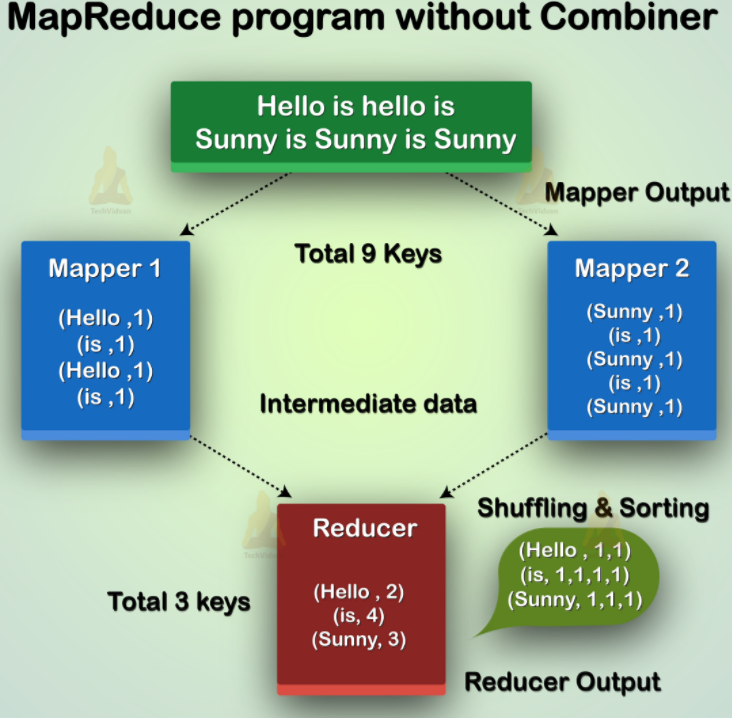 MapReduce program without Combiner
Hello is hello is
Sunny is Sunny is Sunny
Mapper Output
Total 9 Keys
Mapper 1
(Hello ,1)
(is ,1)
(Hello ,1)
(is ,1)
Mapper 2
(Sunny ,1)
(is ,1)
(Sunny ,1)
(is ,1)
(Sunny ,1)
Intermediate data
Shuffling & Sorting
(Hello , 1,1)
(is, 1,1,1,1)
(Sunny, 1,1,1)
Reducer
(Hello , 2)
(is, 4)
(Sunny, 3)
Total 3 keys
Reducer Output
TechVidvan
TechVidvan
TechVidvan